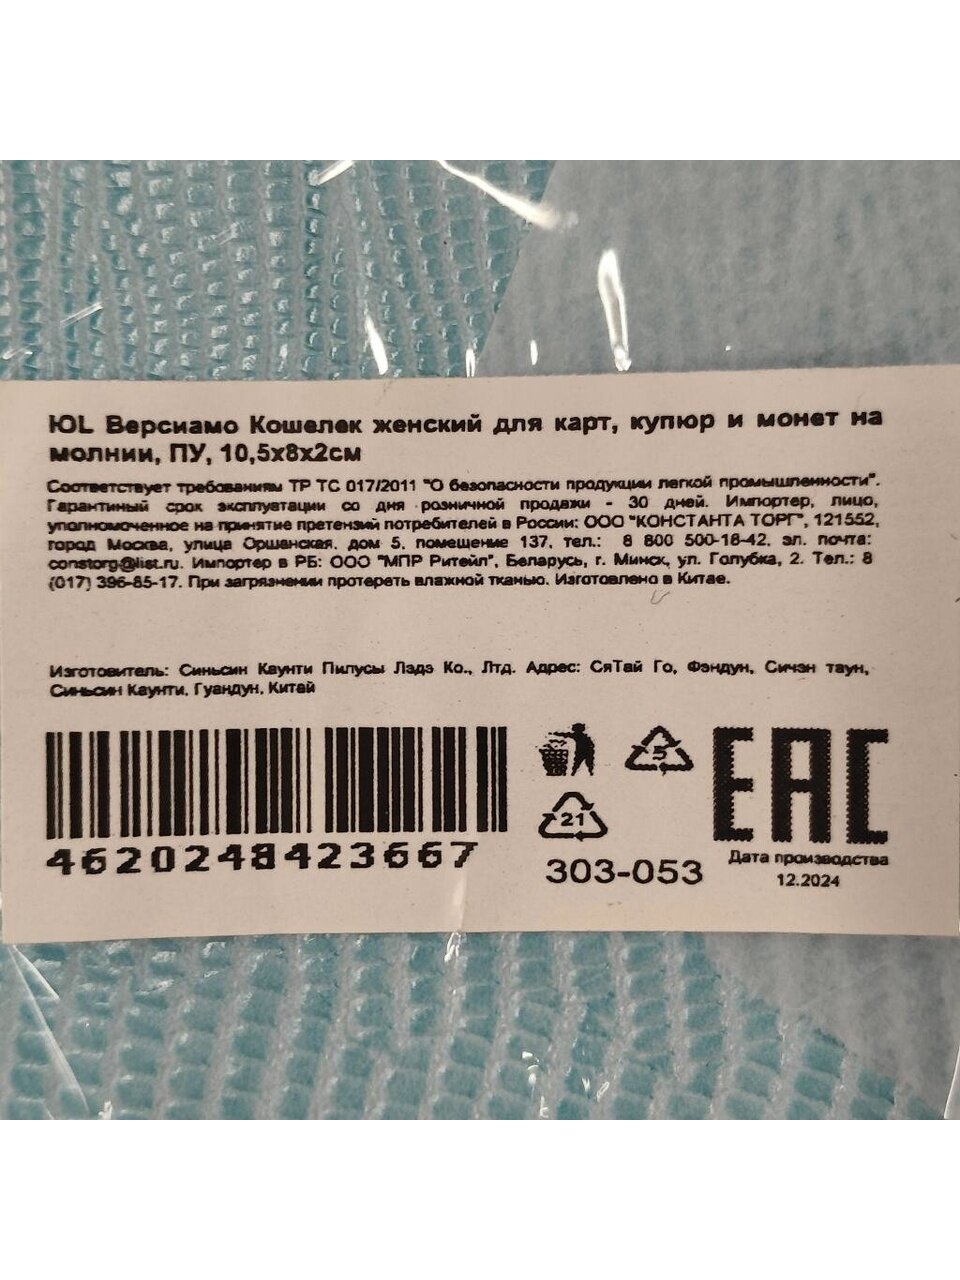 ЮL Версиамо Кошелек женский для карт, купюр и монет на
молнии, ПУ, 10,5х8х2см
Соответствует требованиям ТР ТС 017/2011 "О безопасности продукции легкой промышленности".
Гарантиный срок эксплуатации со дня розничной продажи - 30 дней. Импортер, лицо,
уполномоченное на принятие претензий потребителей в России: ООО "КОНСТАНТА ТОРГ", 121552,
город Москва, улица Оршанская, дом 5, помещение 137, тел.: 8 800 500-18-42, эл. почта:
constorg@list.ru. Импортер в РБ: ООО "МПР Ритейл", Беларусь, г. Минск, ул. Голубка, 2. Тел.: 8
(017) 396-85-17. При загрязнении протереть влажной тканью. Изготовлено в Китае.
Изготовитель: Синьсин Каунти Пилусы Лэдэ Ко., Лтд. Адрес: СяТай Го, Фэндун, Сичэн таун,
Синьсин Каунти, Гуандун, Китай
5
21
EAC
4620248423667
303-053
Дата производства
12.2024